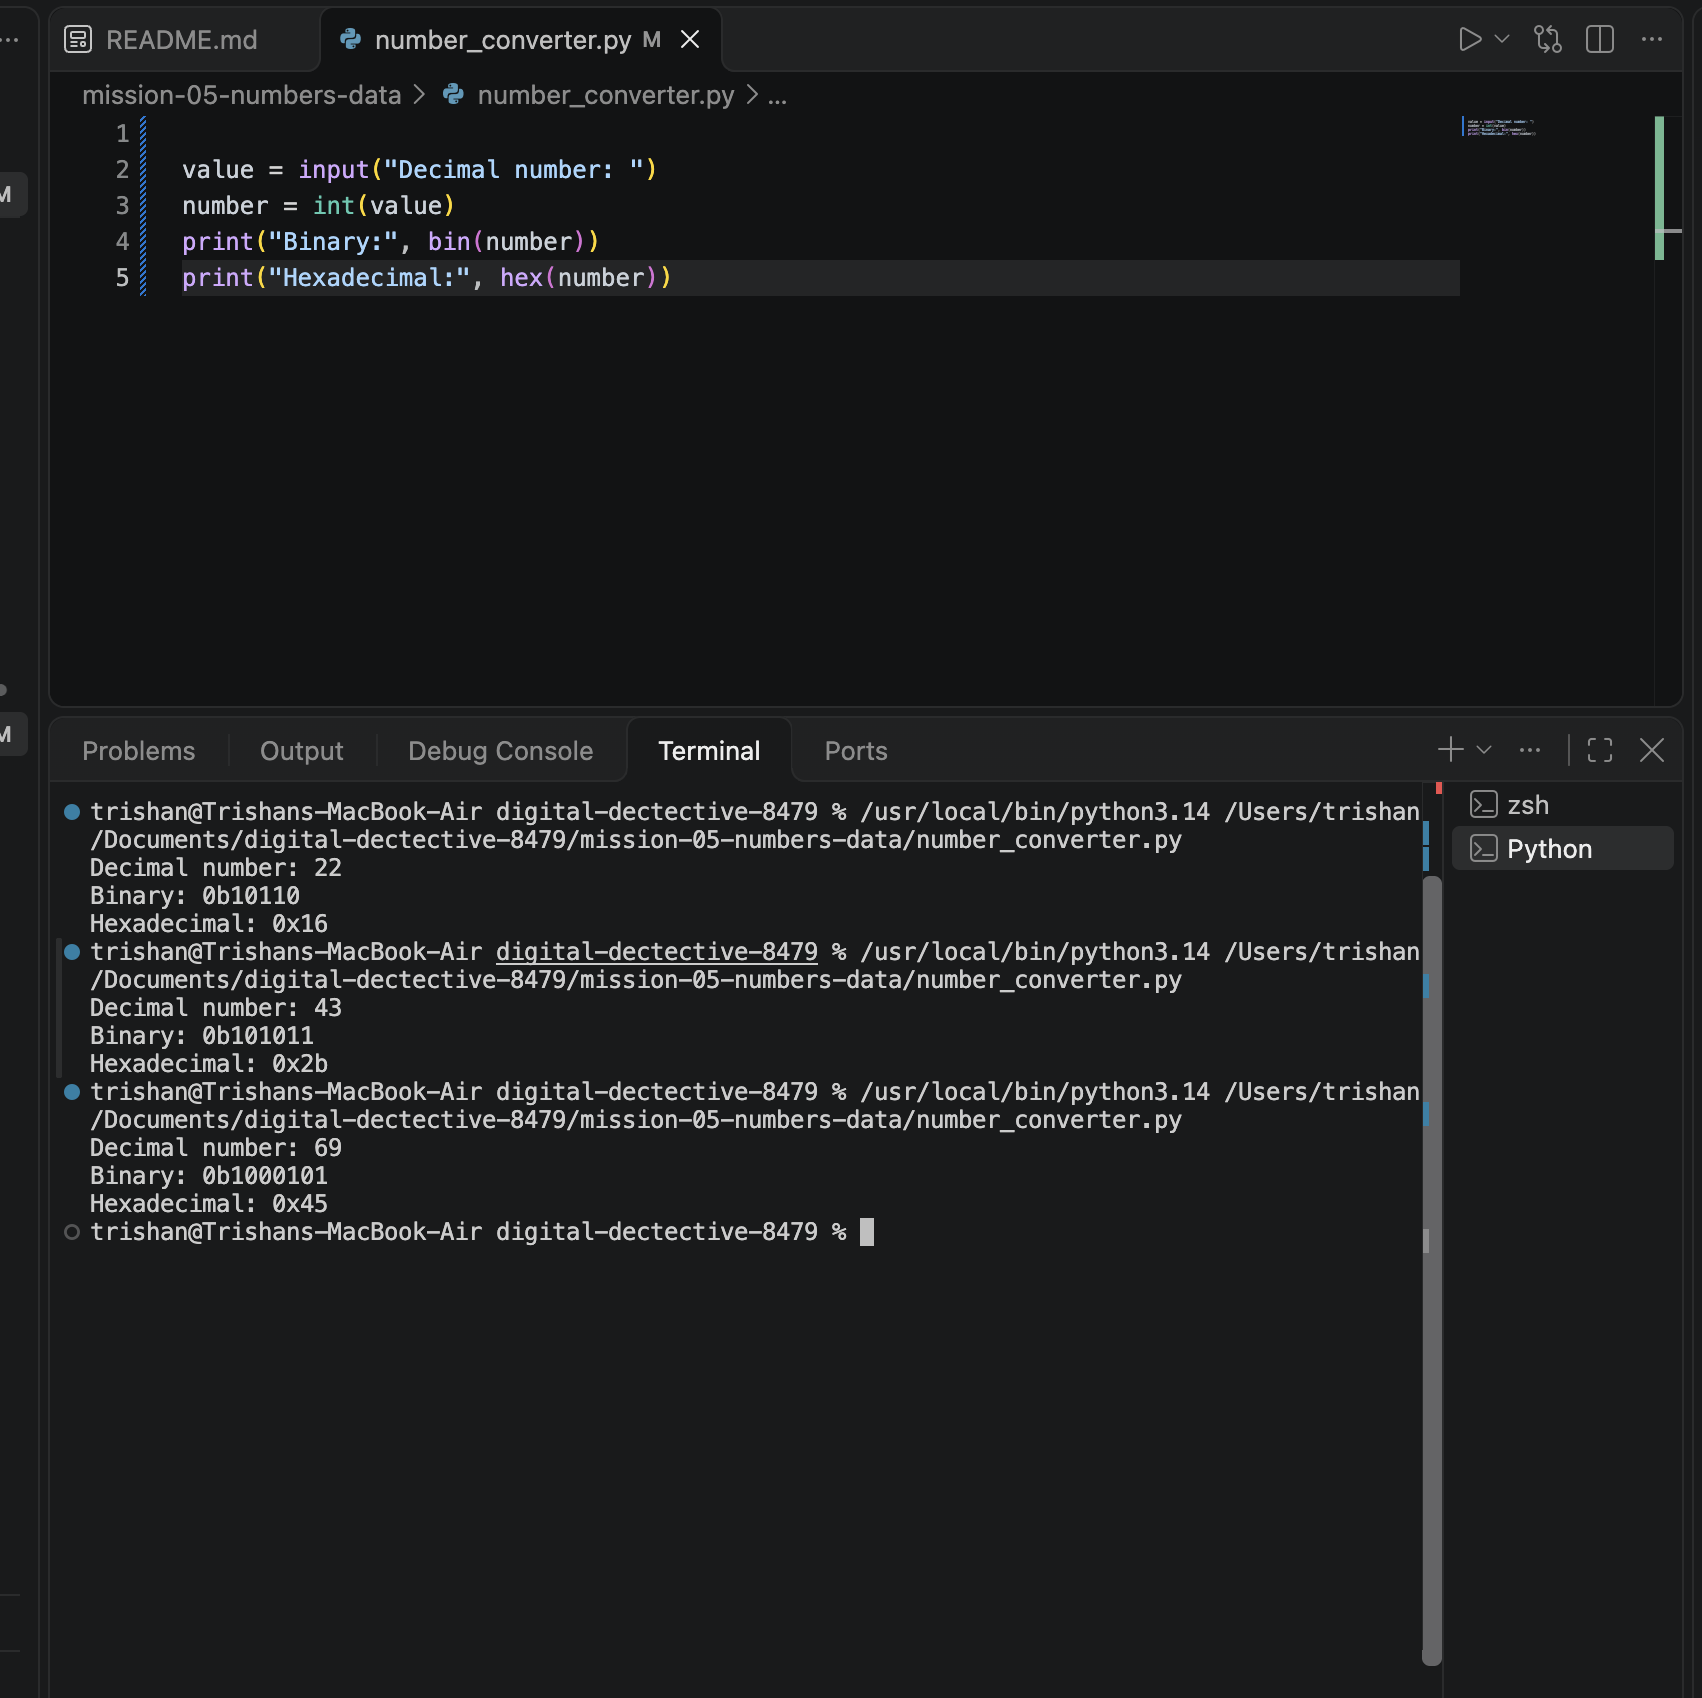 README.md
number_converter.py M
mission-05-numbers-data > number_converter.py > ...
1
2 value = input("Decimal number: ")
3 number = int(value)
4 print("Binary:", bin(number))
5 print("Hexadecimal:", hex(number))
M
M
Problems Output Debug Console Terminal Ports
trishan@Trishans-MacBook-Air digital-dectective-8479 % /usr/local/bin/python3.14 /Users/trishan
/Documents/digital-dectective-8479/mission-05-numbers-data/number_converter.py
Decimal number: 22
Binary: 0b10110
Hexadecimal: 0x16
trishan@Trishans-MacBook-Air digital-dectective-8479 % /usr/local/bin/python3.14 /Users/trishan
/Documents/digital-dectective-8479/mission-05-numbers-data/number_converter.py
Decimal number: 43
Binary: 0b101011
Hexadecimal: 0x2b
trishan@Trishans-MacBook-Air digital-dectective-8479 % /usr/local/bin/python3.14 /Users/trishan
/Documents/digital-dectective-8479/mission-05-numbers-data/number_converter.py
Decimal number: 69
Binary: 0b1000101
Hexadecimal: 0x45
trishan@Trishans-MacBook-Air digital-dectective-8479 %
zsh
Python